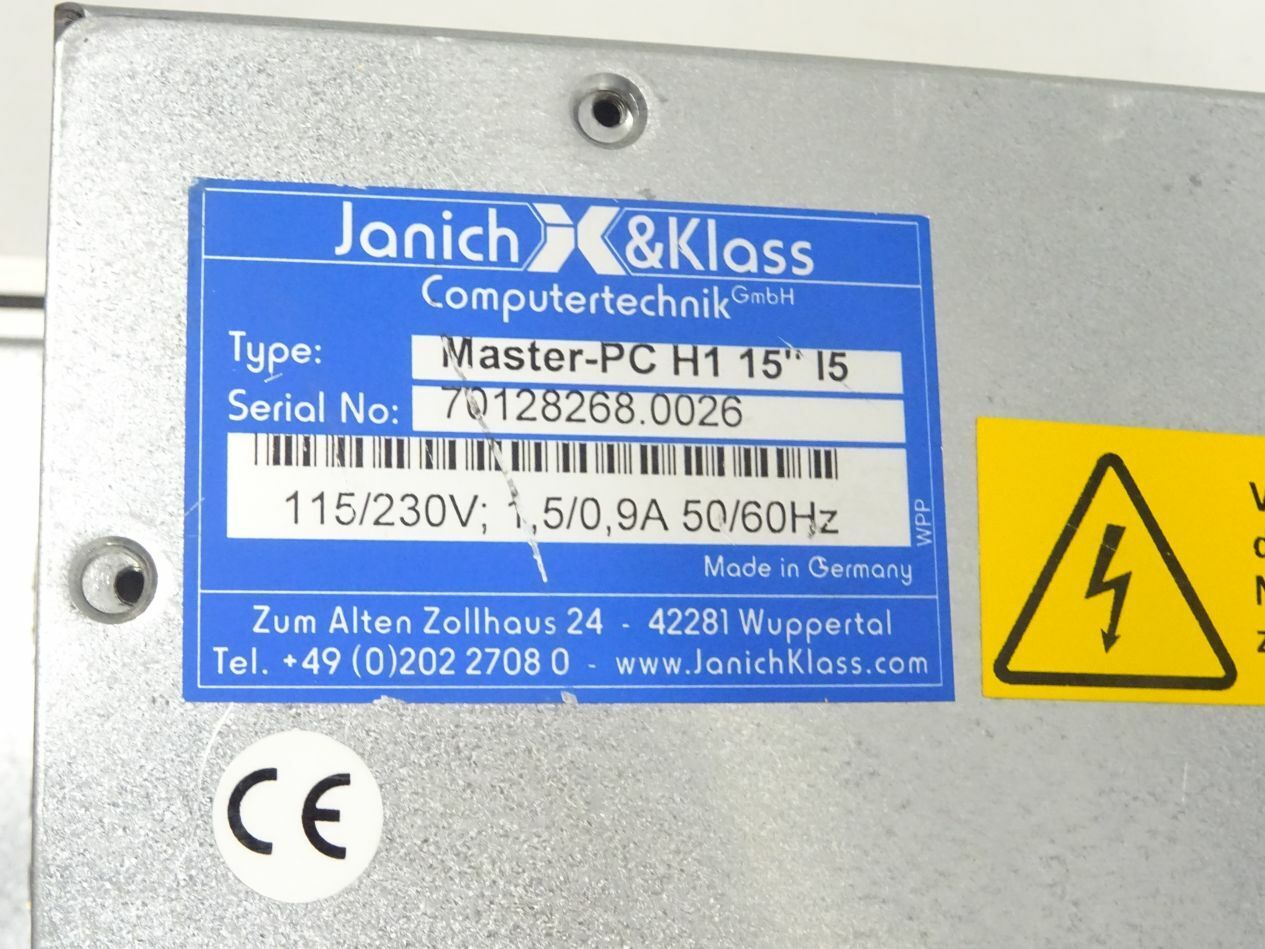 Janich &Klass
Computertechnik GmbH
Type: Master-PC H1 15" I5
Serial No: 70128268.0026
115/230V; 1,5/0,9A 50/60Hz
WPP
Made in Germany
Zum Alten Zollhaus 24 - 42281 Wuppertal
Tel. +49 (0)202 2708 0 - www.JanichKlass.com
CE